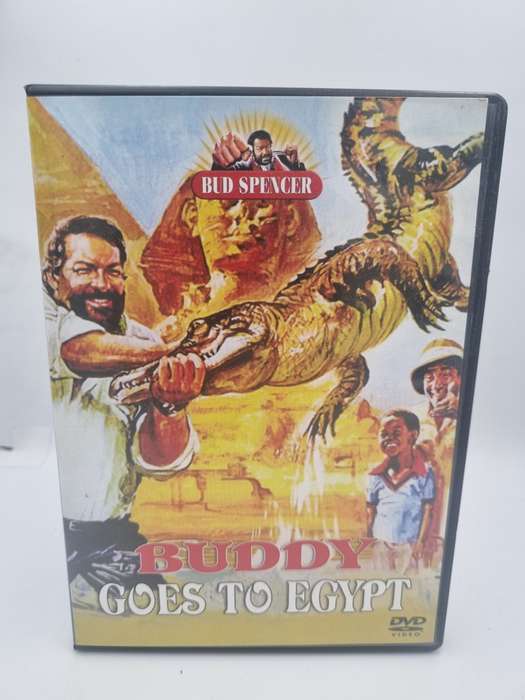 BUD SPENCER
BUDDY
GOES TO EGYPT
DVD
VIDEO